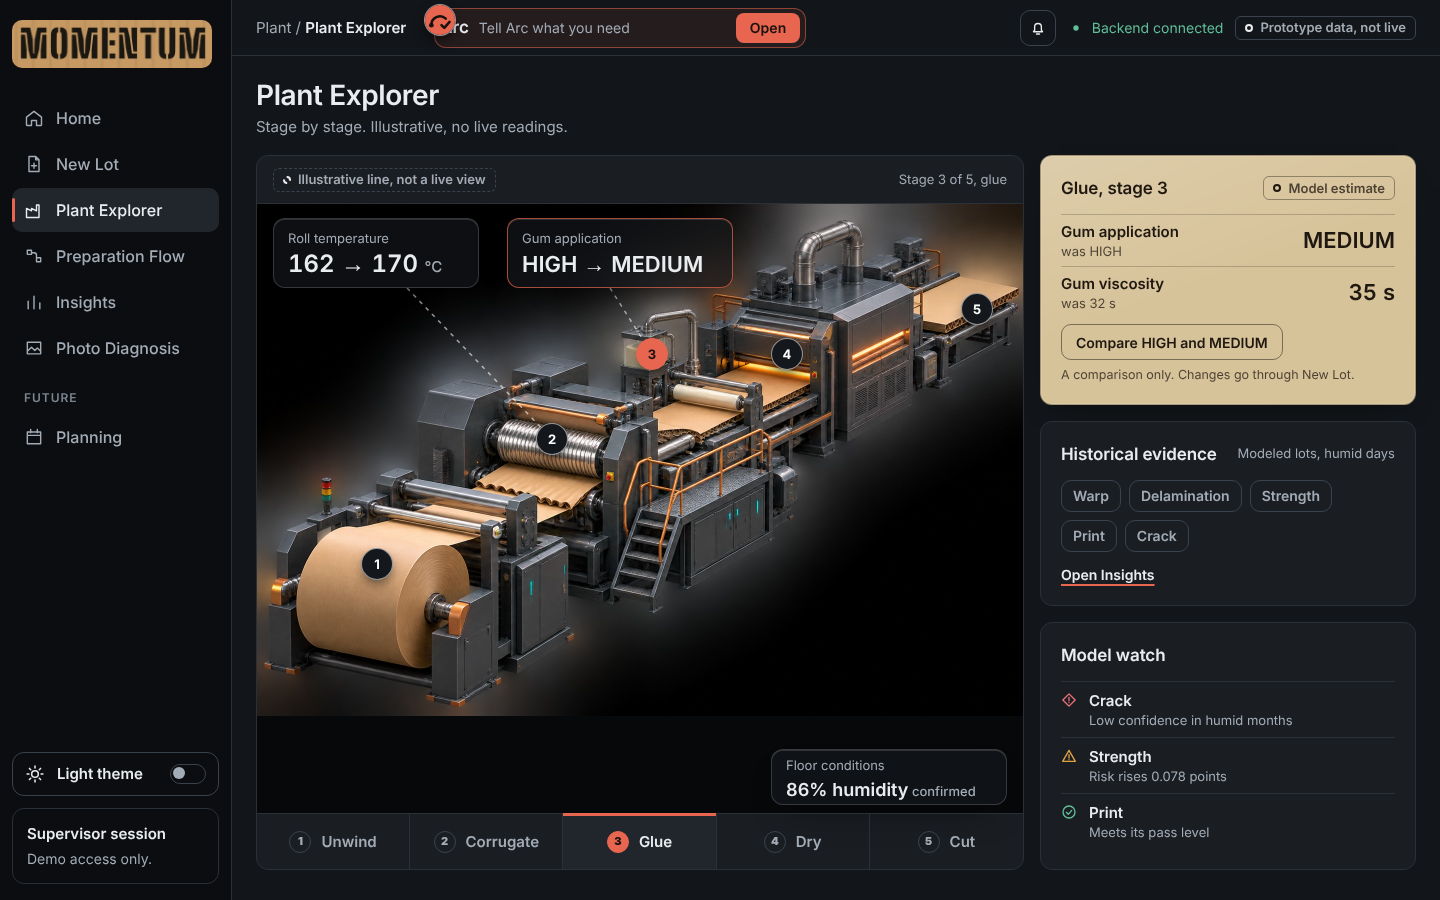 MOMENTUM
Home
New Lot
Plant Explorer
Preparation Flow
Insights
Photo Diagnosis
FUTURE
Planning
Light theme
Supervisor session
Demo access only.
Plant / Plant Explorer
rc Tell Arc what you need Open
Backend connected
Prototype data, not live
Plant Explorer
Stage by stage. Illustrative, no live readings.
Illustrative line, not a live view
Stage 3 of 5, glue
Roll temperature
162 → 170 °C
Gum application
HIGH → MEDIUM
1
2
3
4
5
Floor conditions
86% humidity confirmed
1 Unwind
2 Corrugate
3 Glue
4 Dry
5 Cut
Glue, stage 3
Model estimate
Gum application
was HIGH
MEDIUM
Gum viscosity
was 32 s
35 s
Compare HIGH and MEDIUM
A comparison only. Changes go through New Lot.
Historical evidence
Modeled lots, humid days
Warp
Delamination
Strength
Print
Crack
Open Insights
Model watch
Crack
Low confidence in humid months
Strength
Risk rises 0.078 points
Print
Meets its pass level